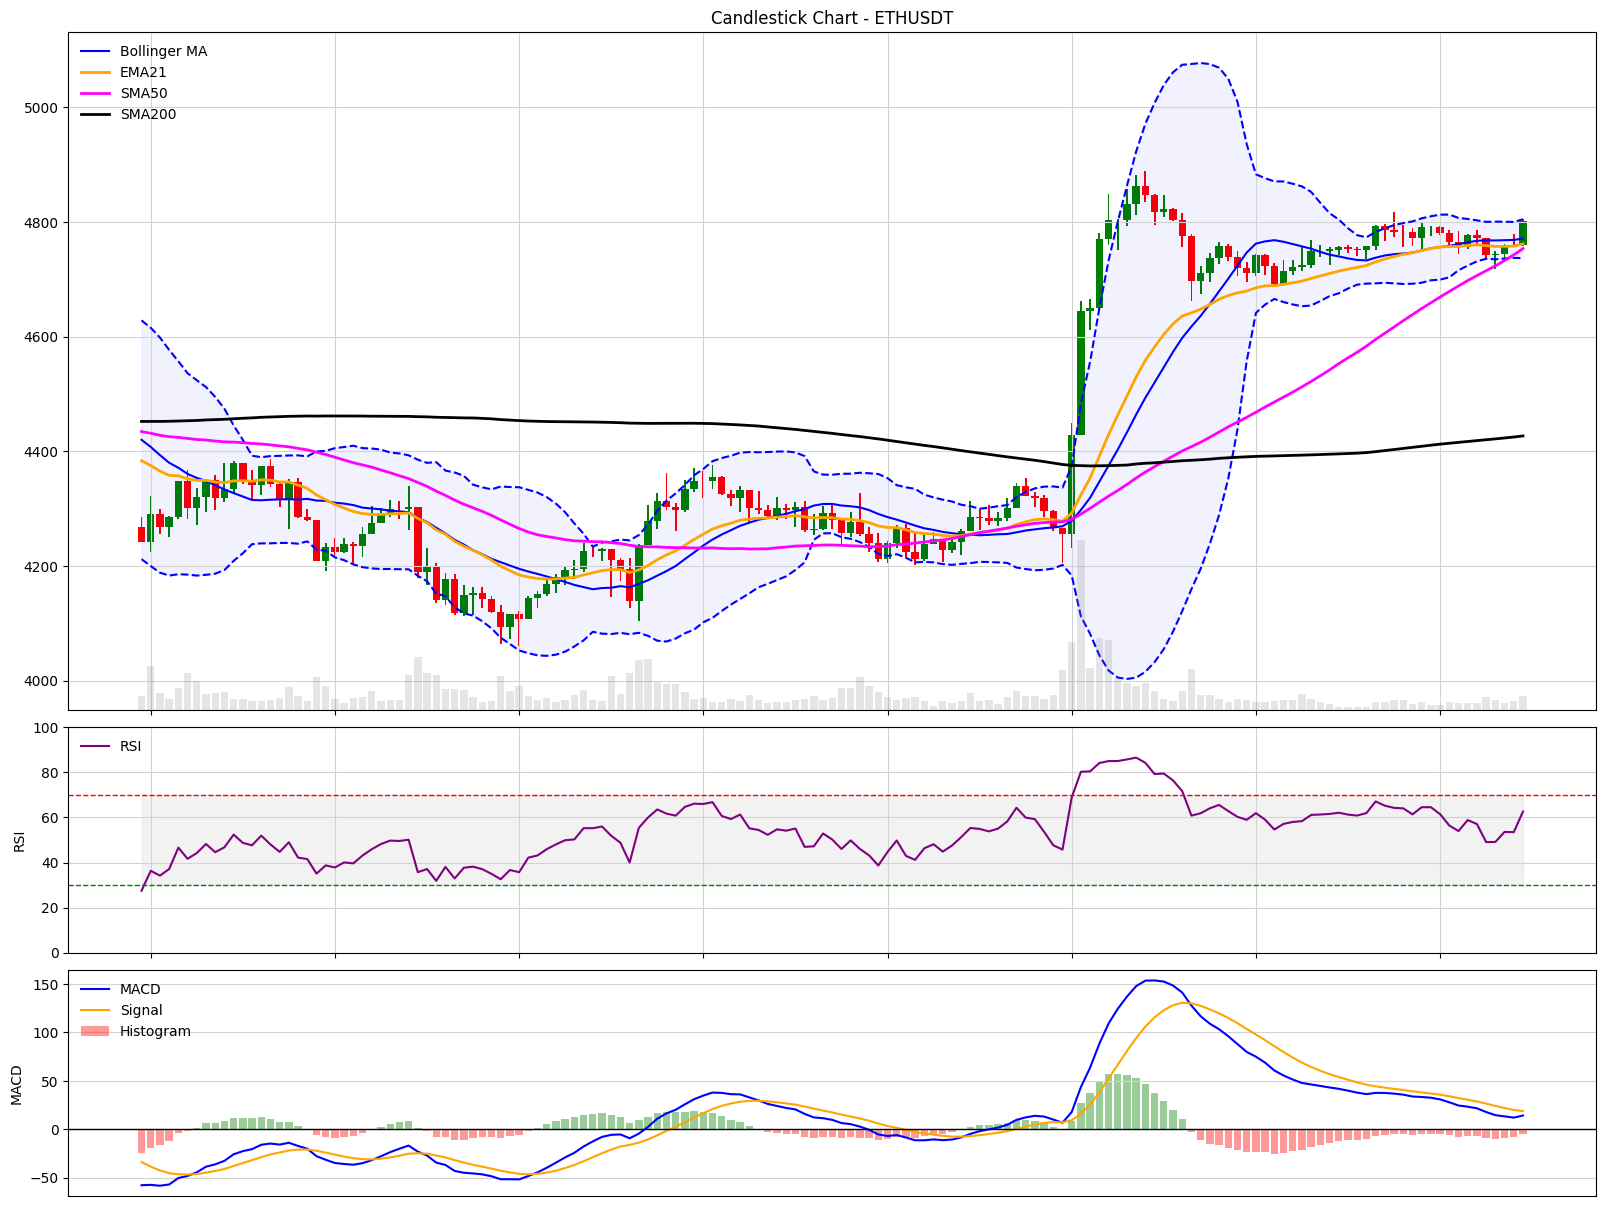 Candlestick Chart - ETHUSDT
Bollinger MA
EMA21
SMA50
SMA200
5000
4800
4600
4400
4200
4000
RSI
100
80
60
40
20
0
RSI
MACD
Signal
Histogram
150
100
50
0
−50
MACD